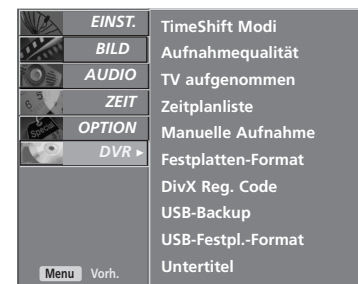 EINST.
BILD
AUDIO
ZEIT
Special
OPTION
DVR ▸
Menu Vorh.
TimeShift Modi
Aufnahmequalität
TV aufgenommen
Zeitplanliste
Manuelle Aufnahme
Festplatten-Format
DivX Reg. Code
USB-Backup
USB-Festpl.-Format
Untertitel